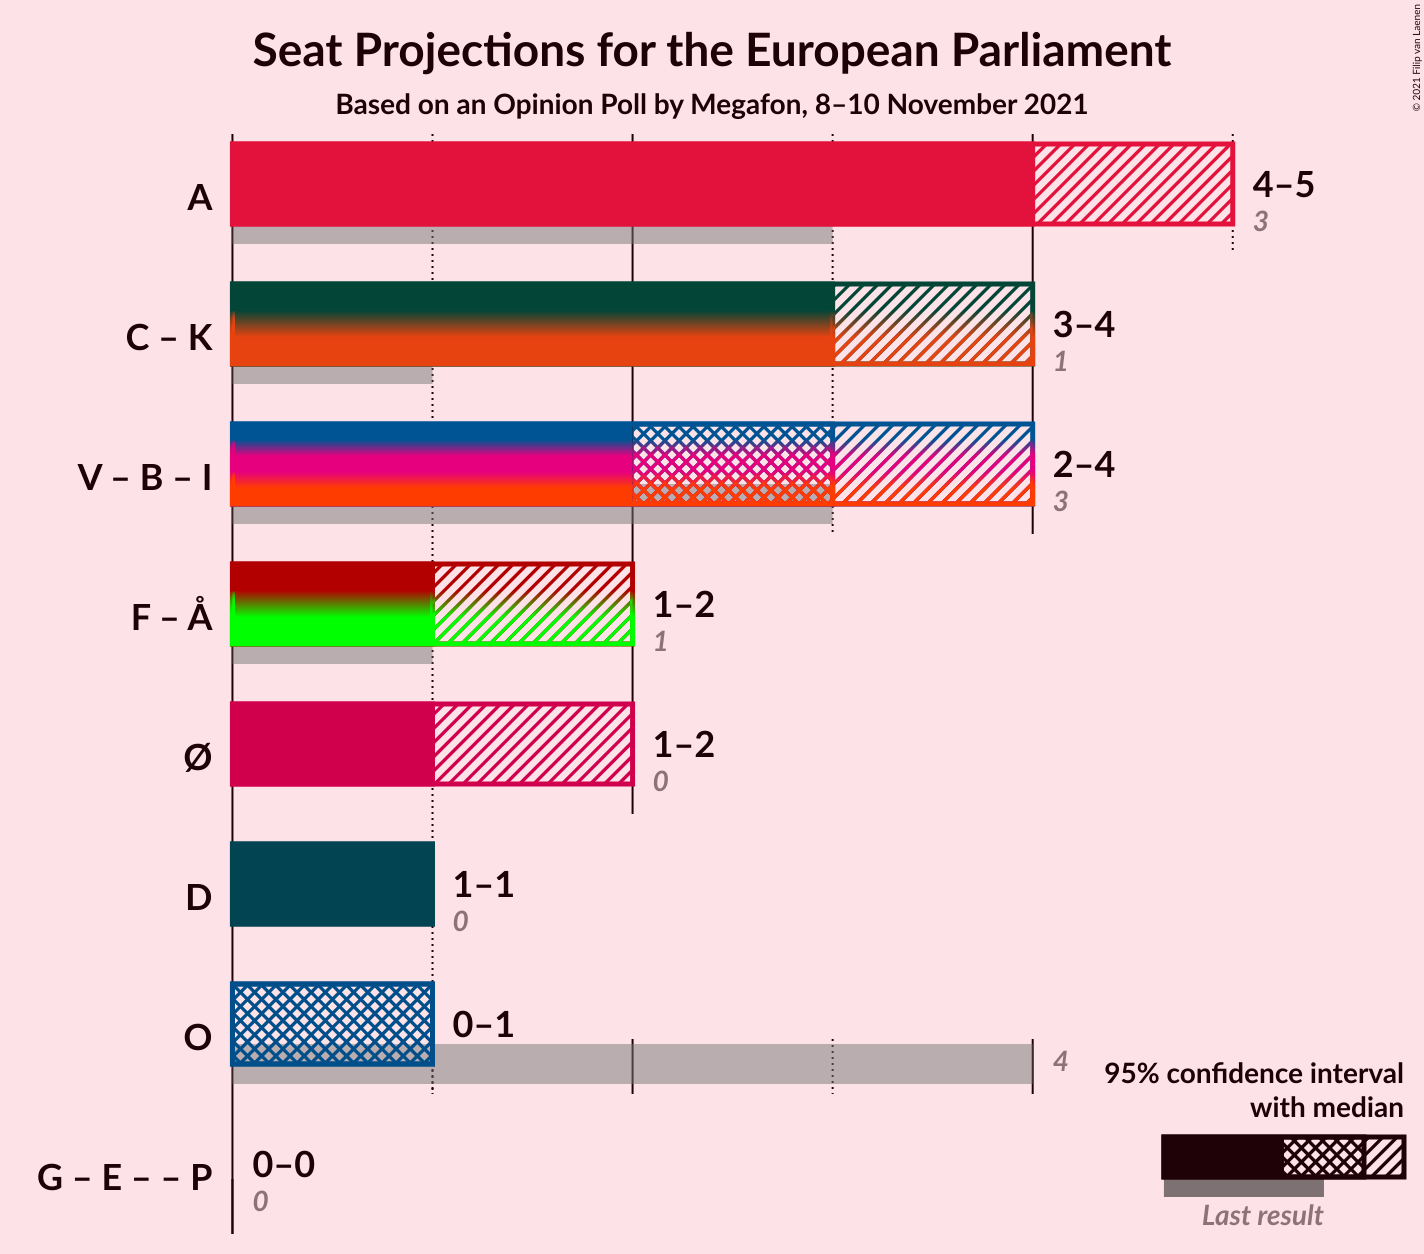 Seat Projections for the European Parliament
Based on an Opinion Poll by Megafon, 8–10 November 2021
© 2021 Filip van Laenen
A
4–5
3
C – K
3–4
1
V – B – I
2–4
3
F – Å
1–2
1
Ø
1–2
0
D
1–1
0
O
0–1
4
G – E – – P
0–0
0
95% confidence interval
with median
Last result